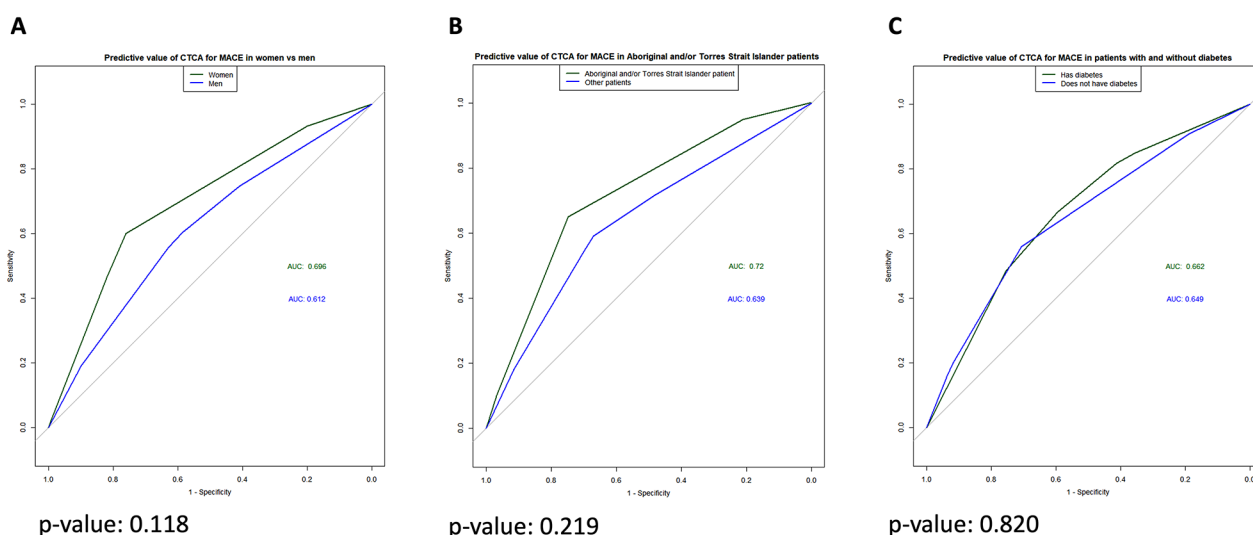 A
Predictive value of CTCA for MACE in women vs men
Women
Men
1.0
0.8
0.6
0.4
0.2
0.0
Sensitivity
AUC: 0.696
AUC: 0.612
1.0 0.8 0.6 0.4 0.2 0.0
1 - Specificity
p-value: 0.118
B
Predictive value of CTCA for MACE in Aboriginal and/or Torres Strait Islander patients
Aboriginal and/or Torres Strait Islander patient
Other patients
1.0
0.8
0.6
0.4
0.2
0.0
Sensitivity
AUC: 0.72
AUC: 0.639
1.0 0.8 0.6 0.4 0.2 0.0
1 - Specificity
p-value: 0.219
C
Predictive value of CTCA for MACE in patients with and without diabetes
Has diabetes
Does not have diabetes
1.0
0.8
0.6
0.4
0.2
0.0
Sensitivity
AUC: 0.662
AUC: 0.649
1.0 0.8 0.6 0.4 0.2 0.0
1 - Specificity
p-value: 0.820